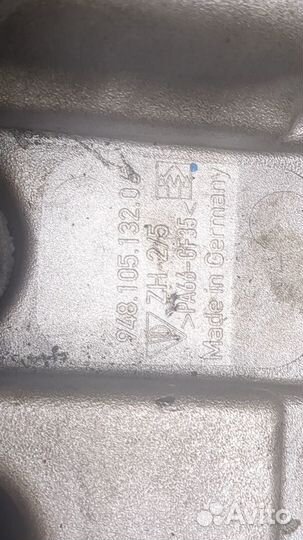 948.105.132.0
ZH 2/5
>PA66-GF35<
Made in Germany
Avito